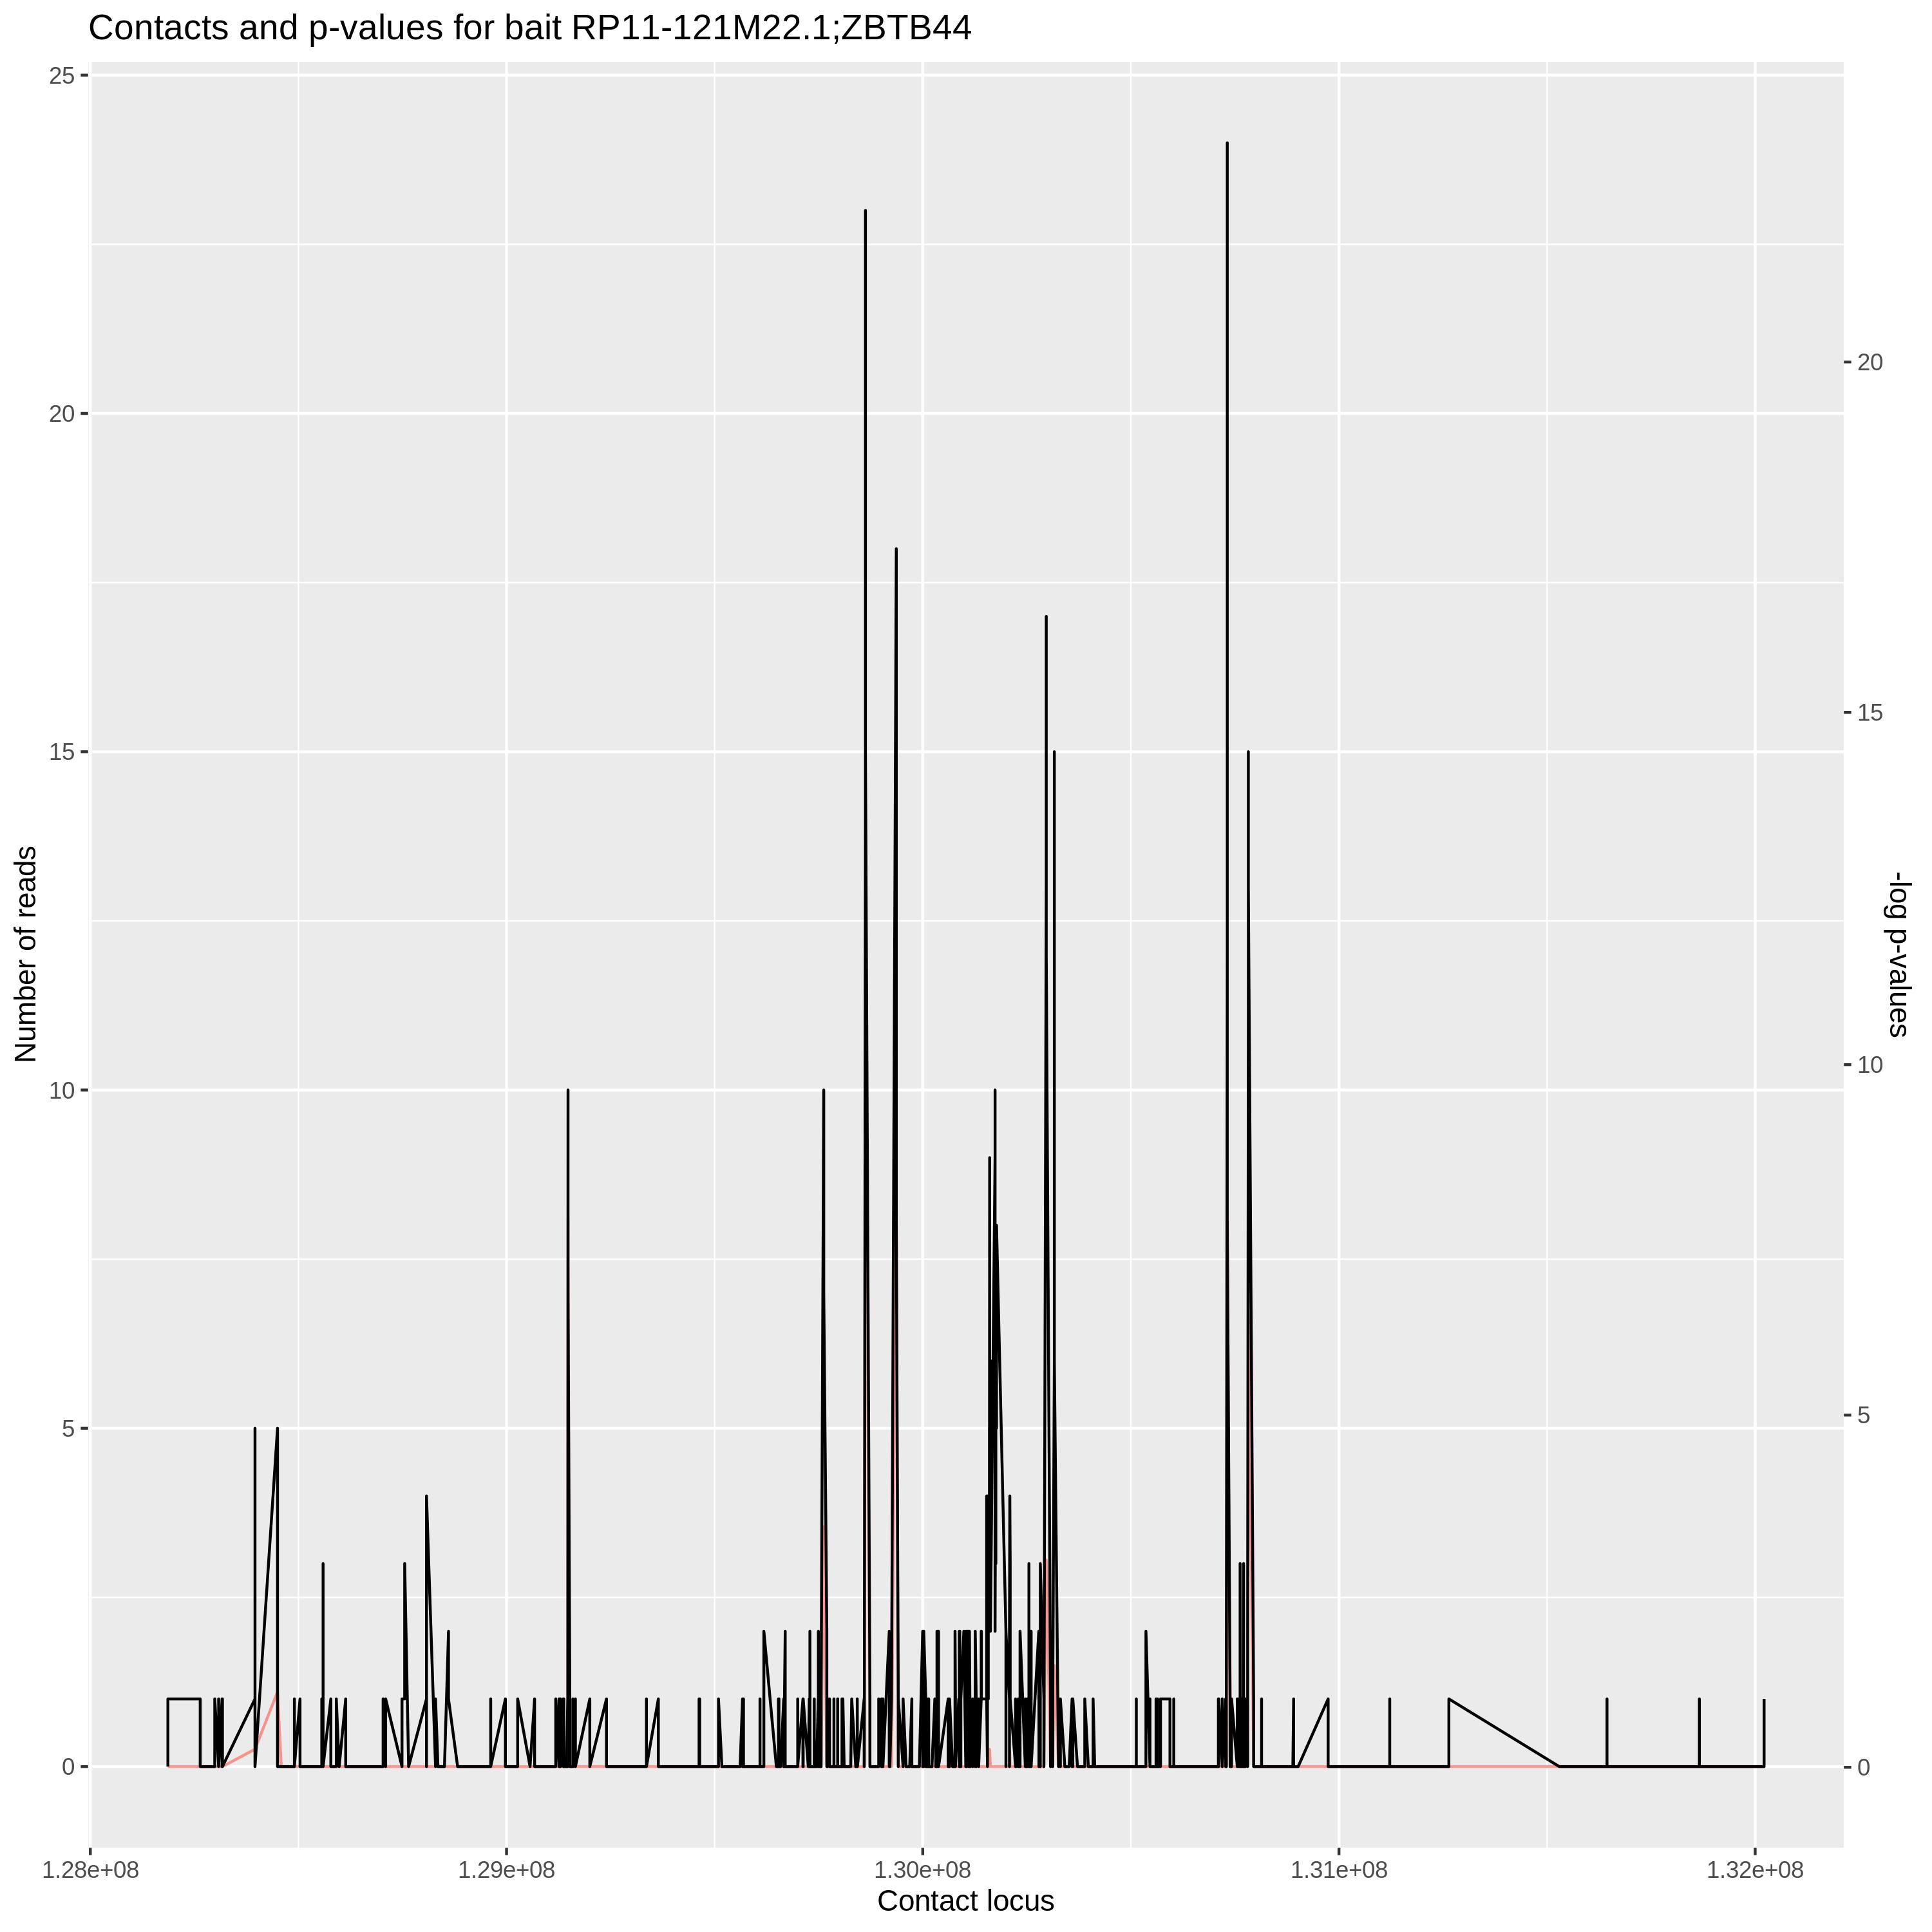 Contacts and p-values for bait RP11-121M22.1;ZBTB44
25
20
15
10
5
0
Number of reads
20
15
10
5
0
-log p-values
1.28e+08 1.29e+08 1.30e+08 1.31e+08 1.32e+08
Contact locus